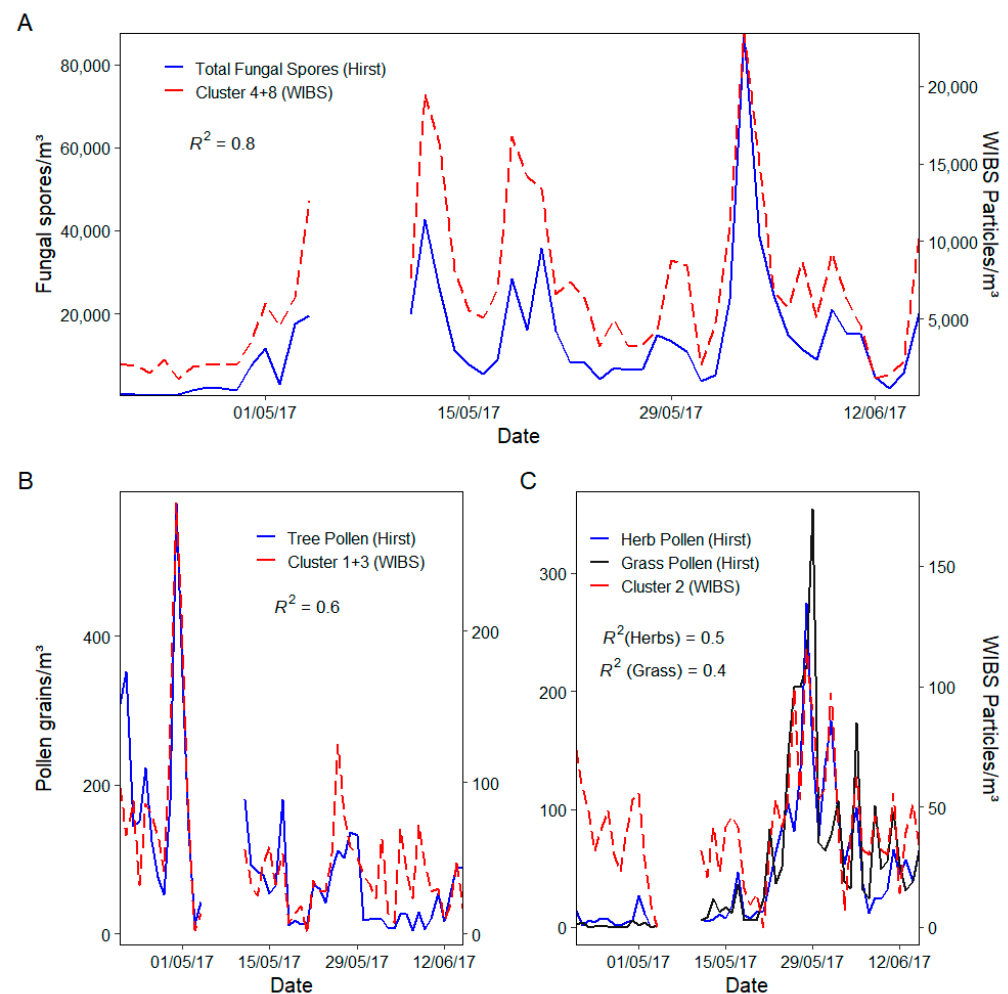 A
Total Fungal Spores (Hirst)
Cluster 4+8 (WIBS)
R² = 0.8
Fungal spores/m³
80,000
60,000
40,000
20,000
WIBS Particles/m³
20,000
15,000
10,000
5,000
01/05/17
15/05/17
29/05/17
12/06/17
Date
B
Tree Pollen (Hirst)
Cluster 1+3 (WIBS)
R² = 0.6
Pollen grains/m³
400
200
0
200
100
0
01/05/17
15/05/17
29/05/17
12/06/17
Date
C
Herb Pollen (Hirst)
Grass Pollen (Hirst)
Cluster 2 (WIBS)
R²(Herbs) = 0.5
R² (Grass) = 0.4
300
200
100
0
WIBS Particles/m³
150
100
50
0
01/05/17
15/05/17
29/05/17
12/06/17
Date